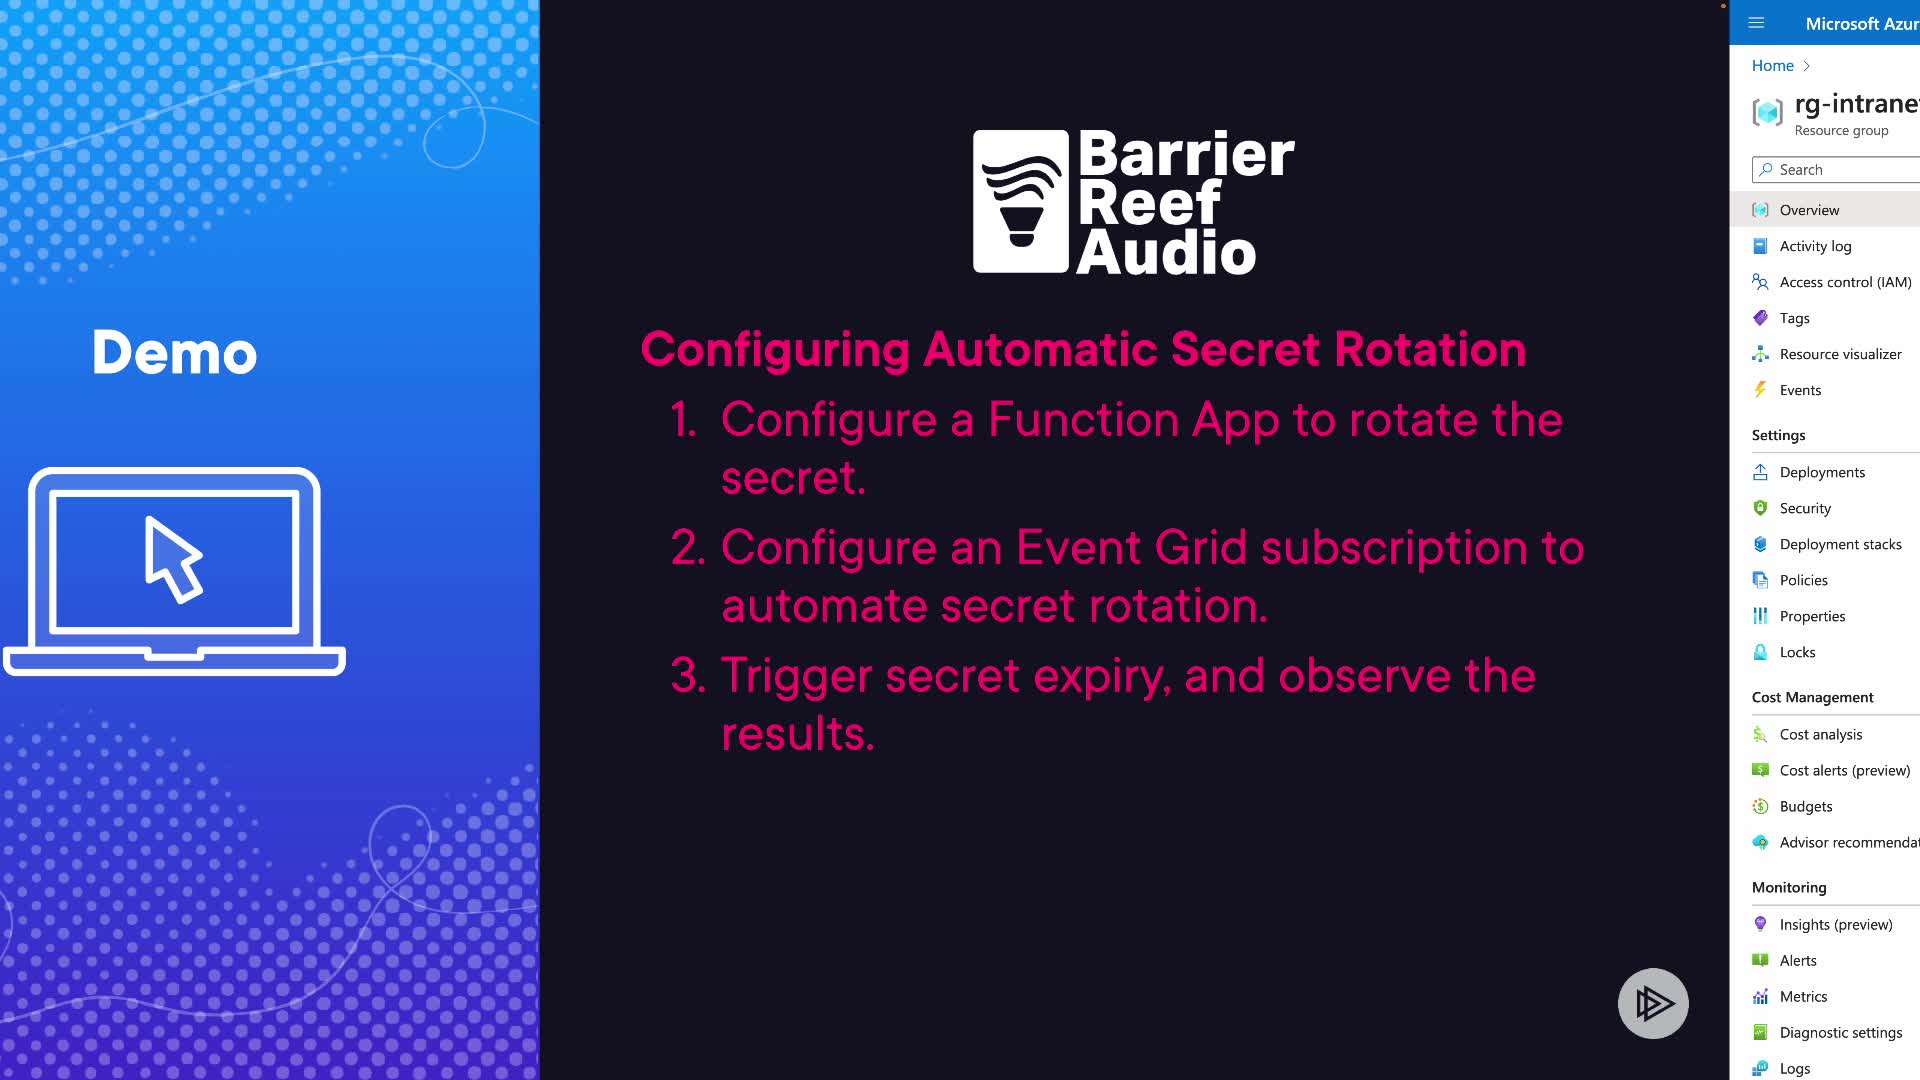 Demo
Barrier
Reef
Audio
Configuring Automatic Secret Rotation
1. Configure a Function App to rotate the
secret.
2. Configure an Event Grid subscription to
automate secret rotation.
3. Trigger secret expiry, and observe the
results.
Microsoft Azur
Home
rg-intrane
Resource group
Search
Overview
Activity log
Access control (IAM)
Tags
Resource visualizer
Events
Settings
Deployments
Security
Deployment stacks
Policies
Properties
Locks
Cost Management
Cost analysis
Cost alerts (preview)
Budgets
Advisor recommendat
Monitoring
Insights (preview)
Alerts
Metrics
Diagnostic settings
Logs